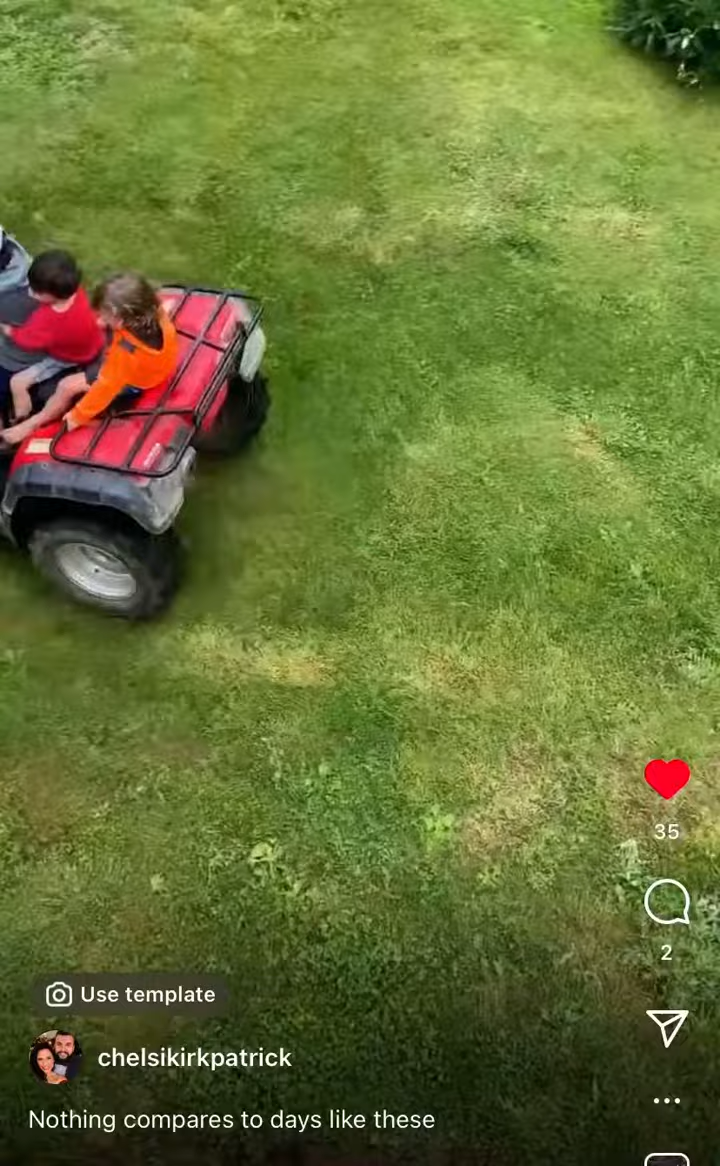 35
2
Use template
chelsikirkpatrick
Nothing compares to days like these